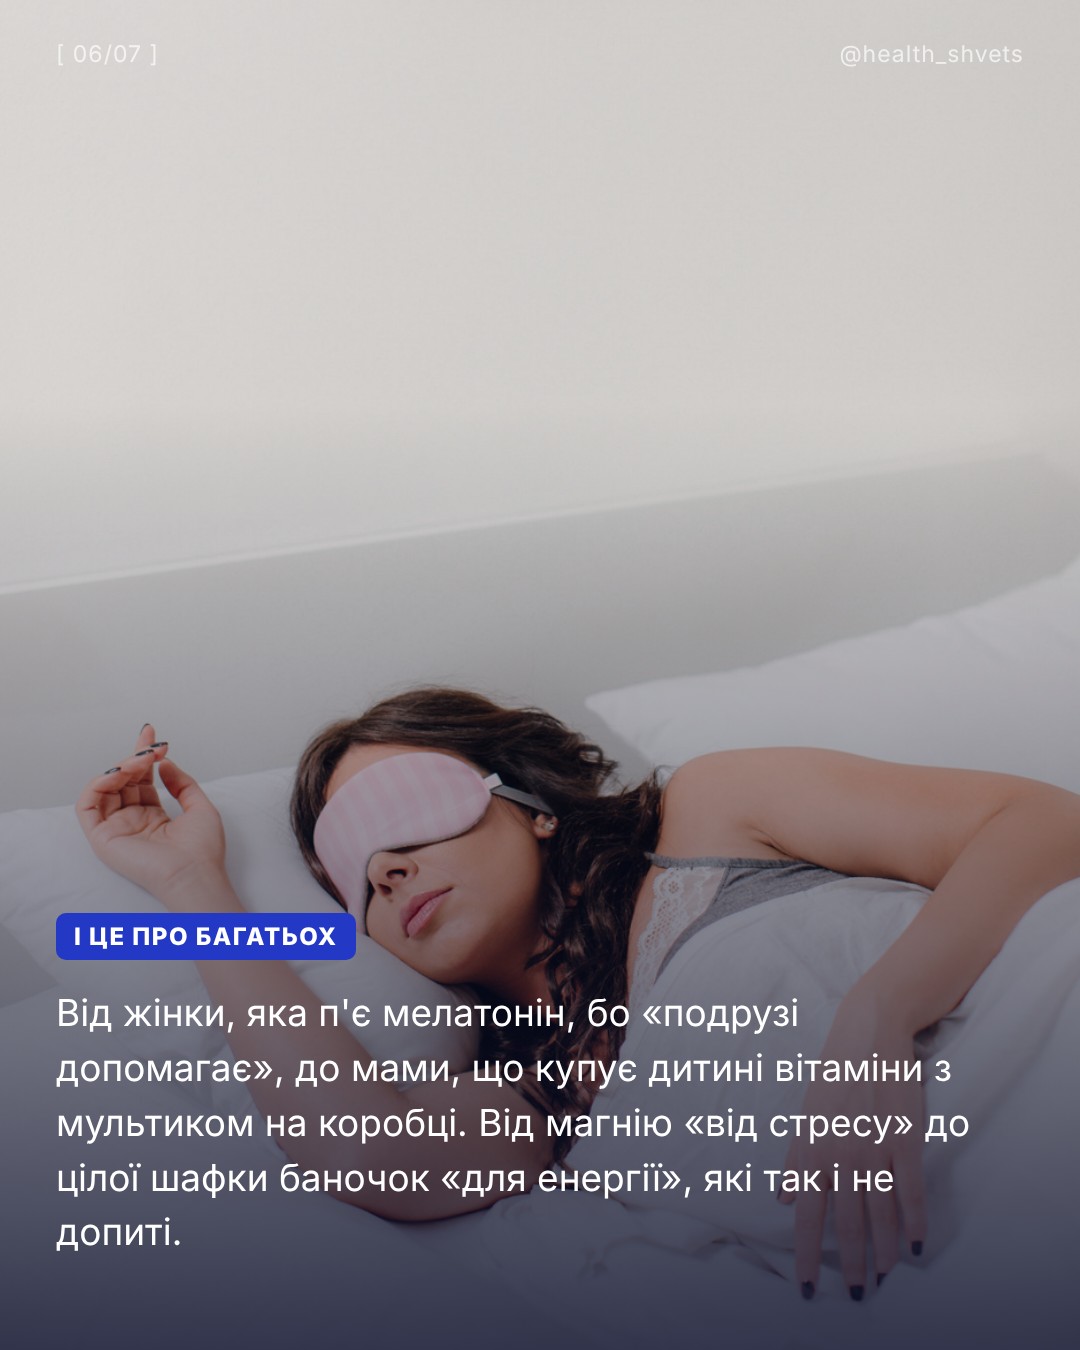 [ 06/07 ]
@health_shvets
І ЦЕ ПРО БАГАТЬОХ
Від жінки, яка п'є мелатонін, бо «подрузі
допомагає», до мами, що купує дитині вітаміни з
мультиком на коробці. Від магнію «від стресу» до
цілої шафки баночок «для енергії», які так і не
допиті.